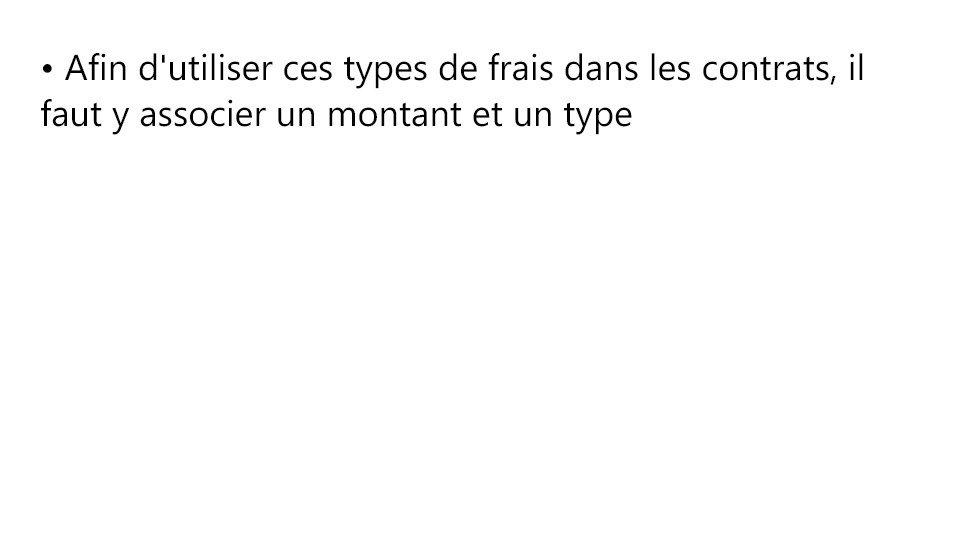 • Afin d'utiliser ces types de frais dans les contrats, il
faut y associer un montant et un type